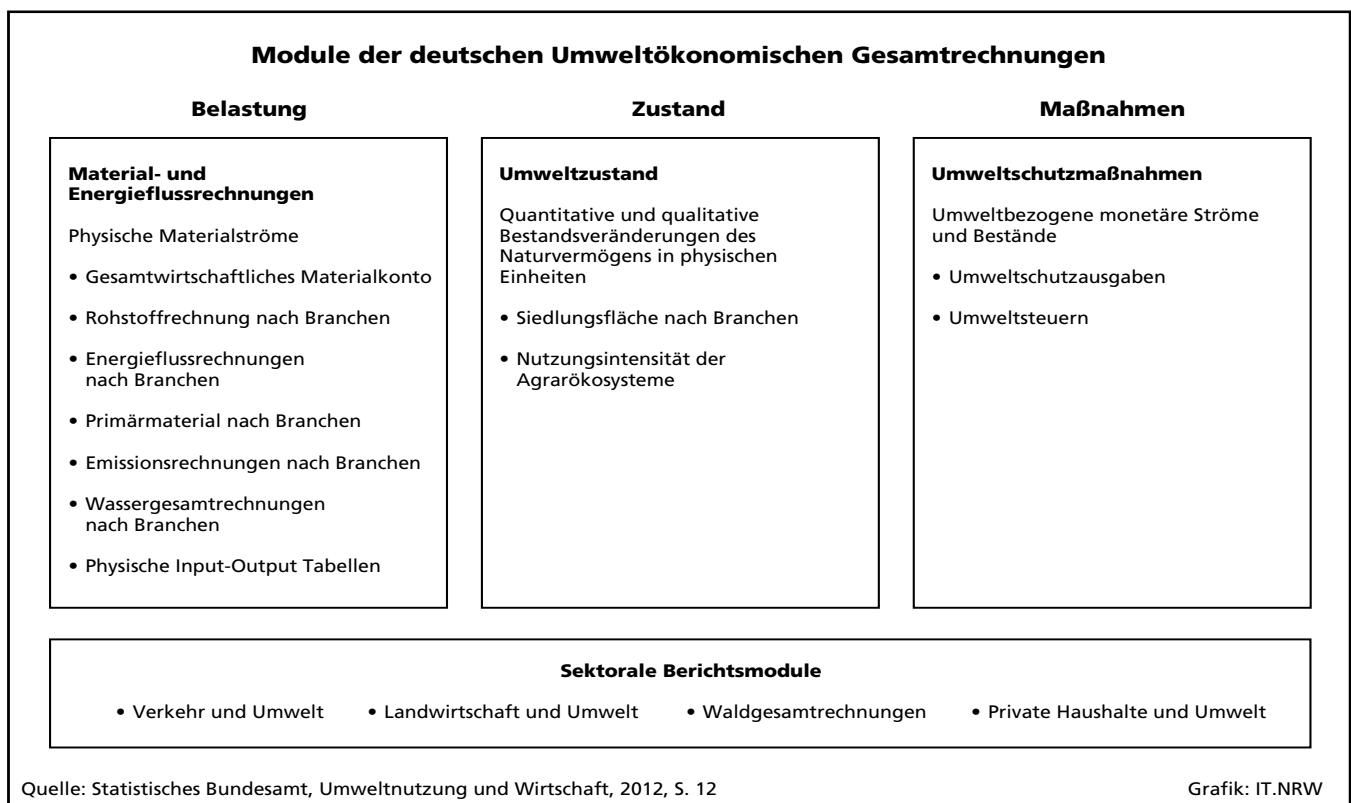 Module der deutschen Umweltökonomischen Gesamtrechnungen
Belastung
Material- und
Energieflussrechnungen
Physische Materialströme
• Gesamtwirtschaftliches Materialkonto
• Rohstoffrechnung nach Branchen
• Energieflussrechnungen
nach Branchen
• Primärmaterial nach Branchen
• Emissionsrechnungen nach Branchen
• Wassergesamtrechnungen
nach Branchen
• Physische Input-Output Tabellen
Zustand
Umweltzustand
Quantitative und qualitative
Bestandsveränderungen des
Naturvermögens in physischen
Einheiten
• Siedlungsfläche nach Branchen
• Nutzungsintensität der
Agrarökosysteme
Maßnahmen
Umweltschutzmaßnahmen
Umweltbezogene monetäre Ströme
und Bestände
• Umweltschutzausgaben
• Umweltsteuern
Sektorale Berichtsmodule
• Verkehr und Umwelt • Landwirtschaft und Umwelt • Waldgesamtrechnungen • Private Haushalte und Umwelt
Quelle: Statistisches Bundesamt, Umweltnutzung und Wirtschaft, 2012, S. 12 Grafik: IT.NRW